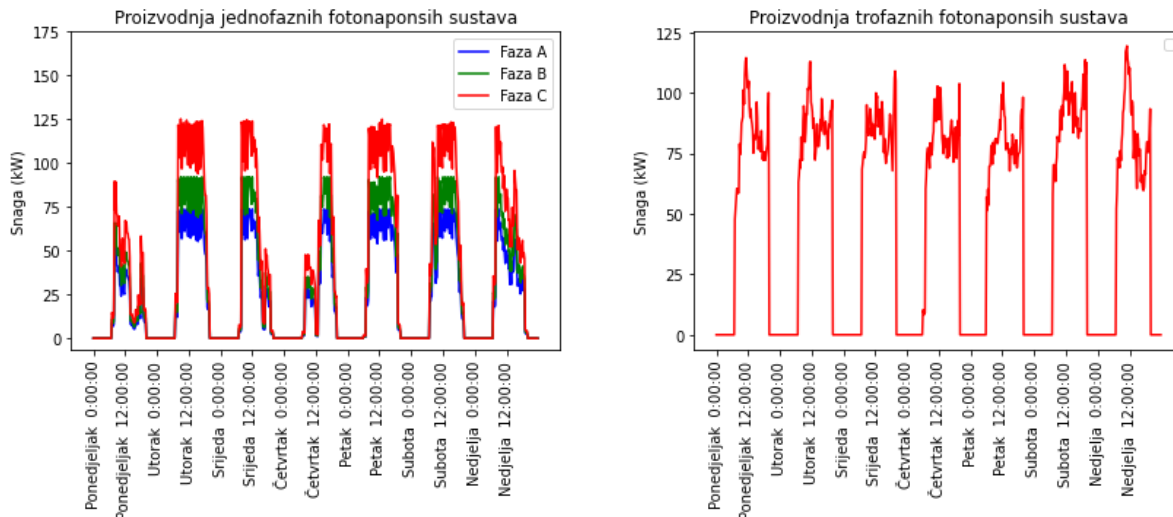 Proizvodnja jednofaznih fotonaponsih sustava
Snaga (kW)
175
150
125
100
75
50
25
0
Faza A
Faza B
Faza C
Ponedjeljak 0:00:00
Ponedjeljak 12:00:00
Utorak 0:00:00
Utorak 12:00:00
Srijeda 0:00:00
Srijeda 12:00:00
Četvrtak 0:00:00
Četvrtak 12:00:00
Petak 0:00:00
Petak 12:00:00
Subota 0:00:00
Subota 12:00:00
Nedjelja 0:00:00
Nedjelja 12:00:00
Proizvodnja trofaznih fotonaponsih sustava
Snaga (kW)
125
100
75
50
25
0
Ponedjeljak 0:00:00
Ponedjeljak 12:00:00
Utorak 0:00:00
Utorak 12:00:00
Srijeda 0:00:00
Srijeda 12:00:00
Četvrtak 0:00:00
Četvrtak 12:00:00
Petak 0:00:00
Petak 12:00:00
Subota 0:00:00
Subota 12:00:00
Nedjelja 0:00:00
Nedjelja 12:00:00